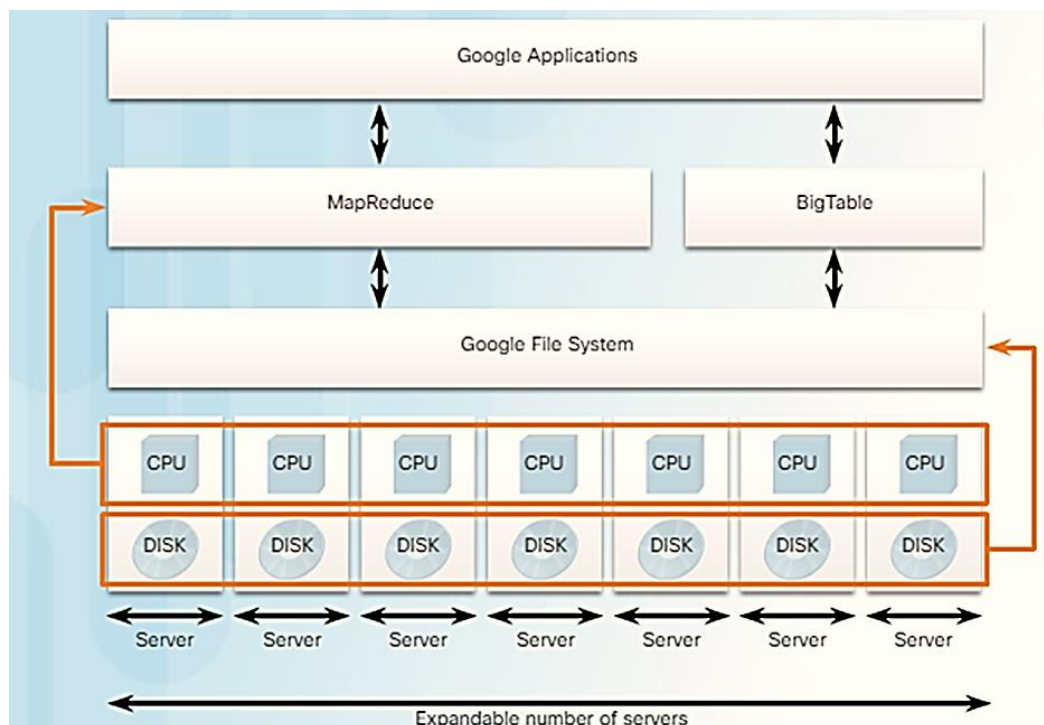 Google Applications
MapReduce BigTable
Google File System
CPU CPU CPU CPU CPU CPU CPU
DISK DISK DISK DISK DISK DISK DISK
Server Server Server Server Server Server Server
Expandable number of servers